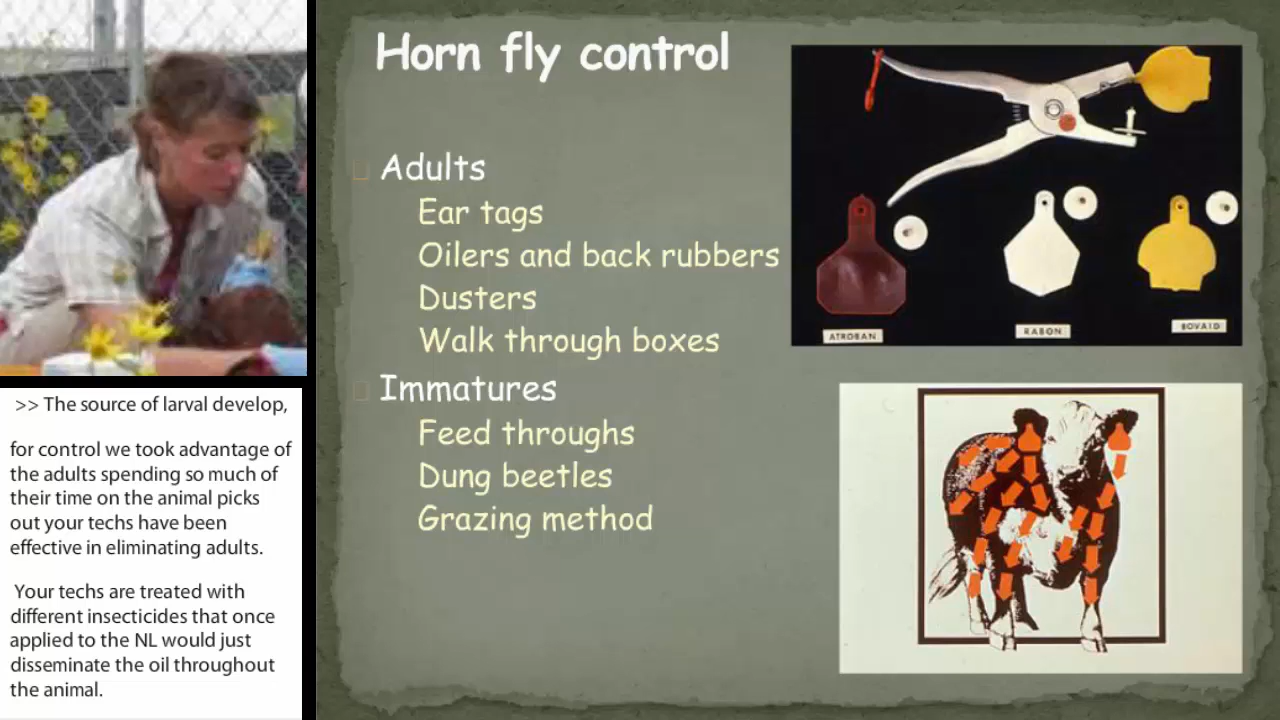 Horn fly control
Adults
Ear tags
Oilers and back rubbers
Dusters
Walk through boxes
Immatures
Feed throughs
Dung beetles
Grazing method
ATROBAN
RABON
BOVAID
>> The source of larval develop,
for control we took advantage of
the adults spending so much of
their time on the animal picks
out your techs have been
effective in eliminating adults.
Your techs are treated with
different insecticides that once
applied to the NL would just
disseminate the oil throughout
the animal.